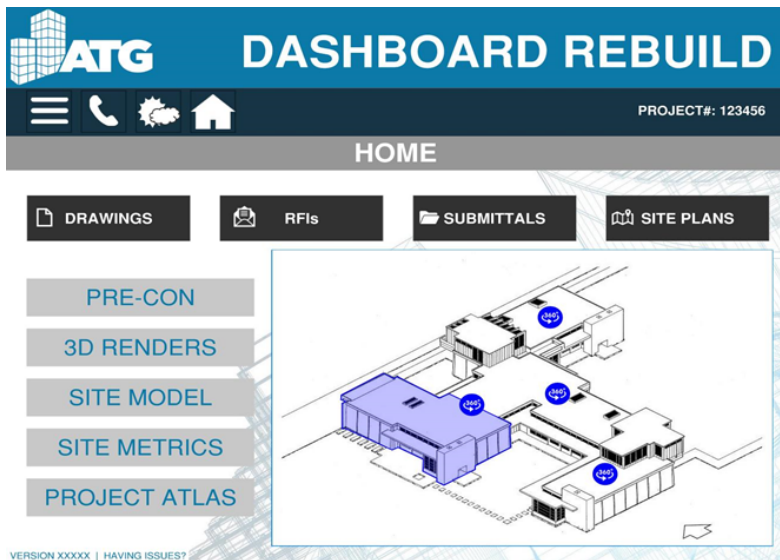 ATG
DASHBOARD REBUILD
PROJECT#: 123456
HOME
DRAWINGS
RFIs
SUBMITTALS
SITE PLANS
PRE-CON
3D RENDERS
SITE MODEL
SITE METRICS
PROJECT ATLAS
360°
360°
360°
360°
VERSION XXXXX | HAVING ISSUES?